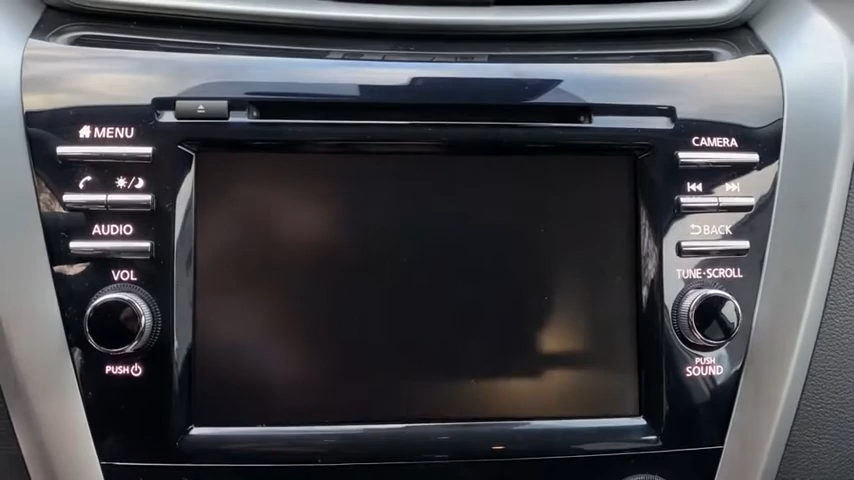 MENU
AUDIO
VOL
PUSH
CAMERA
BACK
TUNE·SCROLL
PUSH
SOUND